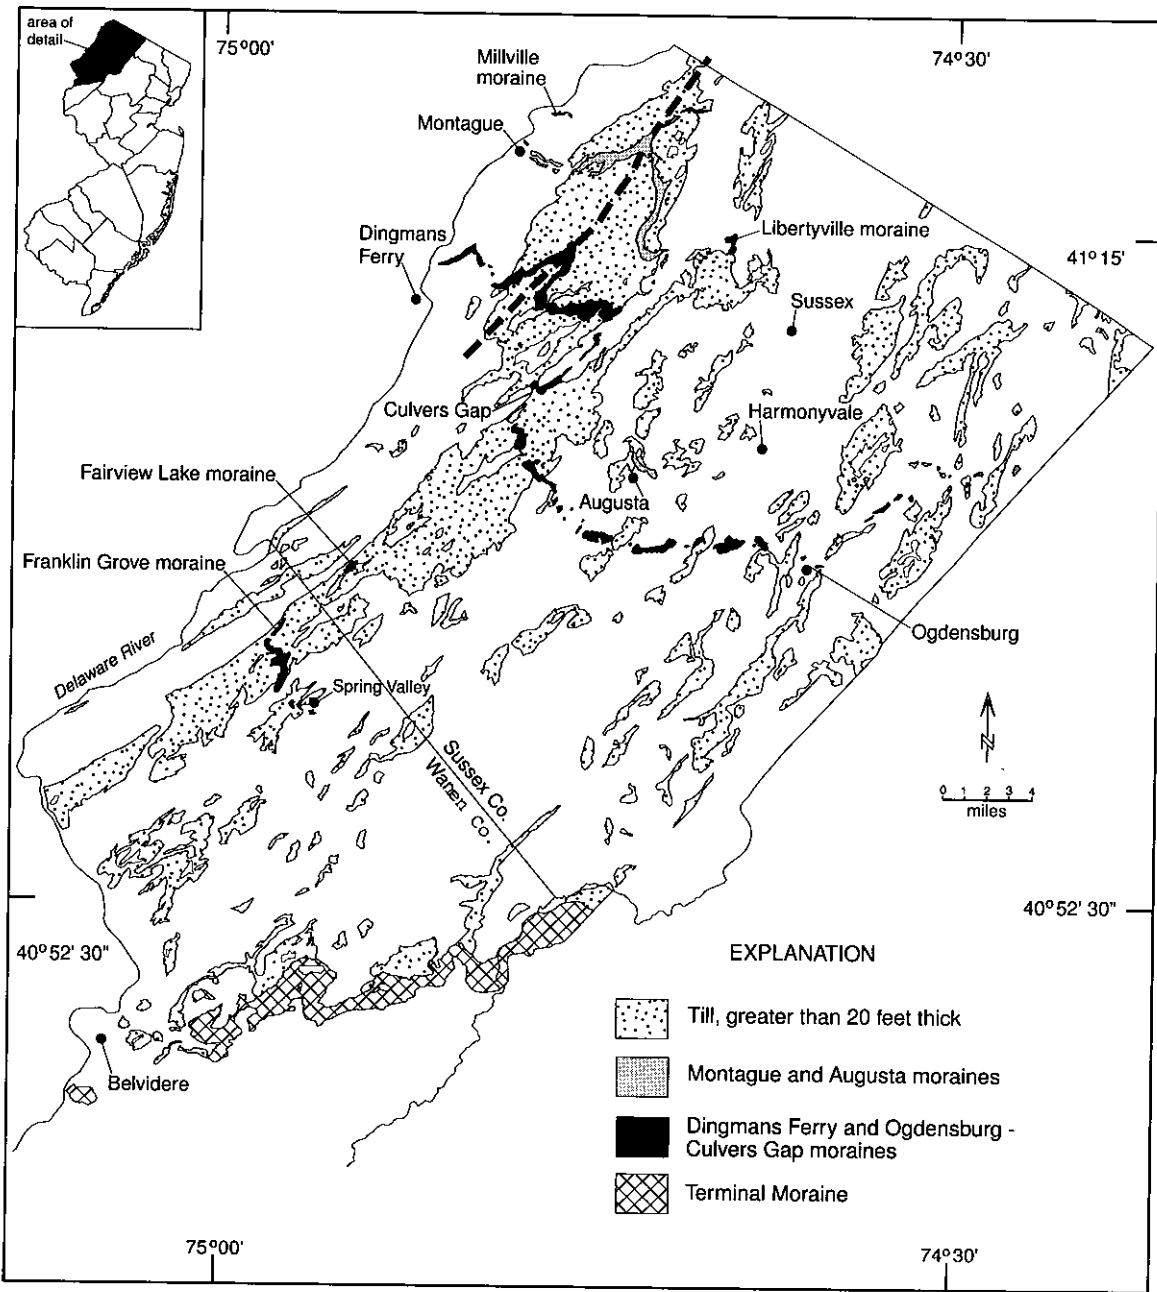 area of
detail
75°00'
74°30'
Millville
moraine
Montague
Libertyville moraine
Dingmans
Ferry
41°15'
Sussex
Culvers Gap
Harmonyvale
Fairview Lake moraine
Augusta
Franklin Grove moraine
Ogdensburg
Delaware River
Spring Valley
Sussex Co.
Warren Co.
N
0 1 2 3 4
miles
40°52'30"
40°52'30"
EXPLANATION
Till, greater than 20 feet thick
Montague and Augusta moraines
Belvidere
Dingmans Ferry and Ogdensburg -
Culvers Gap moraines
Terminal Moraine
75°00'
74°30'